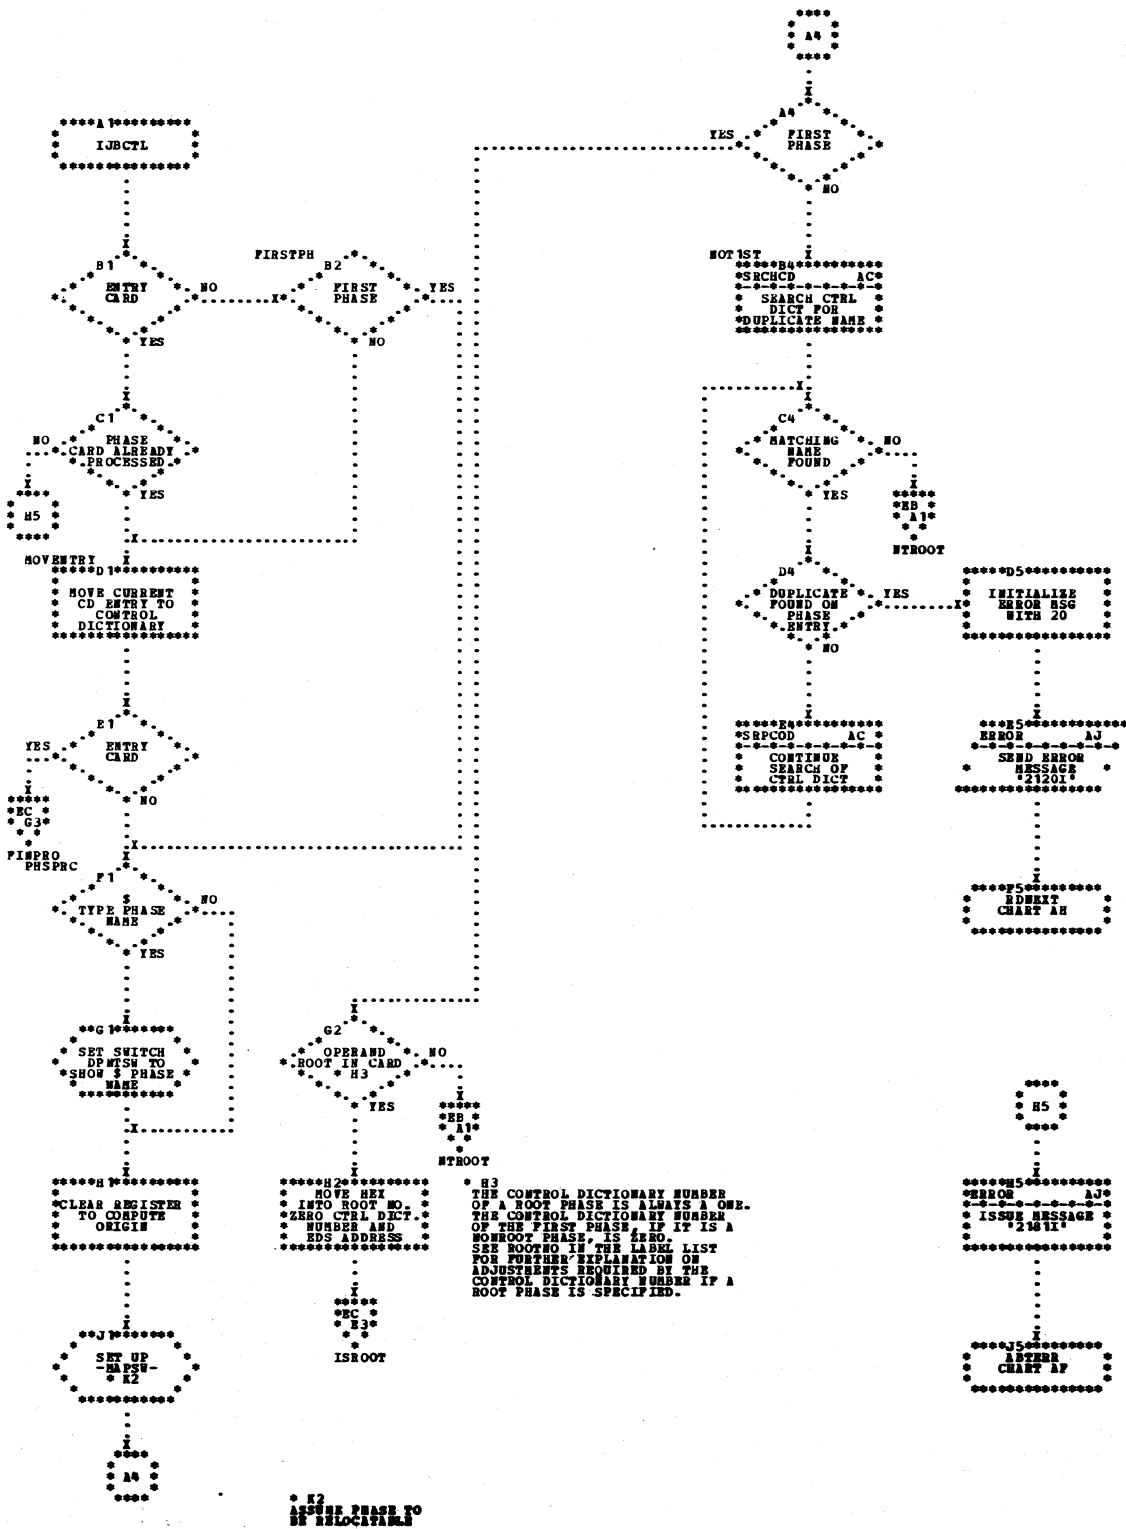 A4
A4
YES
FIRST
PHASE
NO
A1
IJBCTL
B1
ENTRY
CARD
NO
YES
FIRSTPH
B2
FIRST
PHASE
YES
NO
NOT1ST
B4
SRCHCD AC
SEARCH CTRL
DICT FOR
DUPLICATE NAME
C1
PHASE
CARD ALREADY
PROCESSED
NO
YES
H5
C4
MATCHING
NAME
FOUND
NO
YES
EB
A1
NTROOT
MOVENTRY
D1
MOVE CURRENT
CD ENTRY TO
CONTROL
DICTIONARY
D4
DUPLICATE
FOUND ON
PHASE
ENTRY
YES
NO
D5
INITIALIZE
ERROR MSG
WITH 20
E1
ENTRY
CARD
YES
NO
EC
G3
FINPRO
PHSPRC
E4
SRPCOD AC
CONTINUE
SEARCH OF
CTRL DICT
E5
ERROR AJ
SEND ERROR
MESSAGE
'2120I'
F1
$
TYPE PHASE
NAME
NO
YES
F5
RDNEXT
CHART AH
G1
SET SWITCH
DPNTSW TO
SHOW $ PHASE
NAME
G2
OPERAND
ROOT IN CARD
* H3
NO
YES
EB
A1
NTROOT
H5
H1
CLEAR REGISTER
TO COMPUTE
ORIGIN
H2
MOVE HEX
INTO ROOT NO.
ZERO CTRL DICT.
NUMBER AND
EDS ADDRESS
* H3
THE CONTROL DICTIONARY NUMBER
OF A ROOT PHASE IS ALWAYS A ONE.
THE CONTROL DICTIONARY NUMBER
OF THE FIRST PHASE, IF IT IS A
NONROOT PHASE, IS ZERO.
SEE ROOTNO IN THE LABEL LIST
FOR FURTHER EXPLANATION ON
ADJUSTMENTS REQUIRED BY THE
CONTROL DICTIONARY NUMBER IF A
ROOT PHASE IS SPECIFIED.
H5
ERROR AJ
ISSUE MESSAGE
'2181I'
EC
E3
ISROOT
J1
SET UP
-MAPSW-
* K2
J5
ABTERR
CHART AF
A4
* K2
ASSUME PHASE TO
BE RELOCATABLE